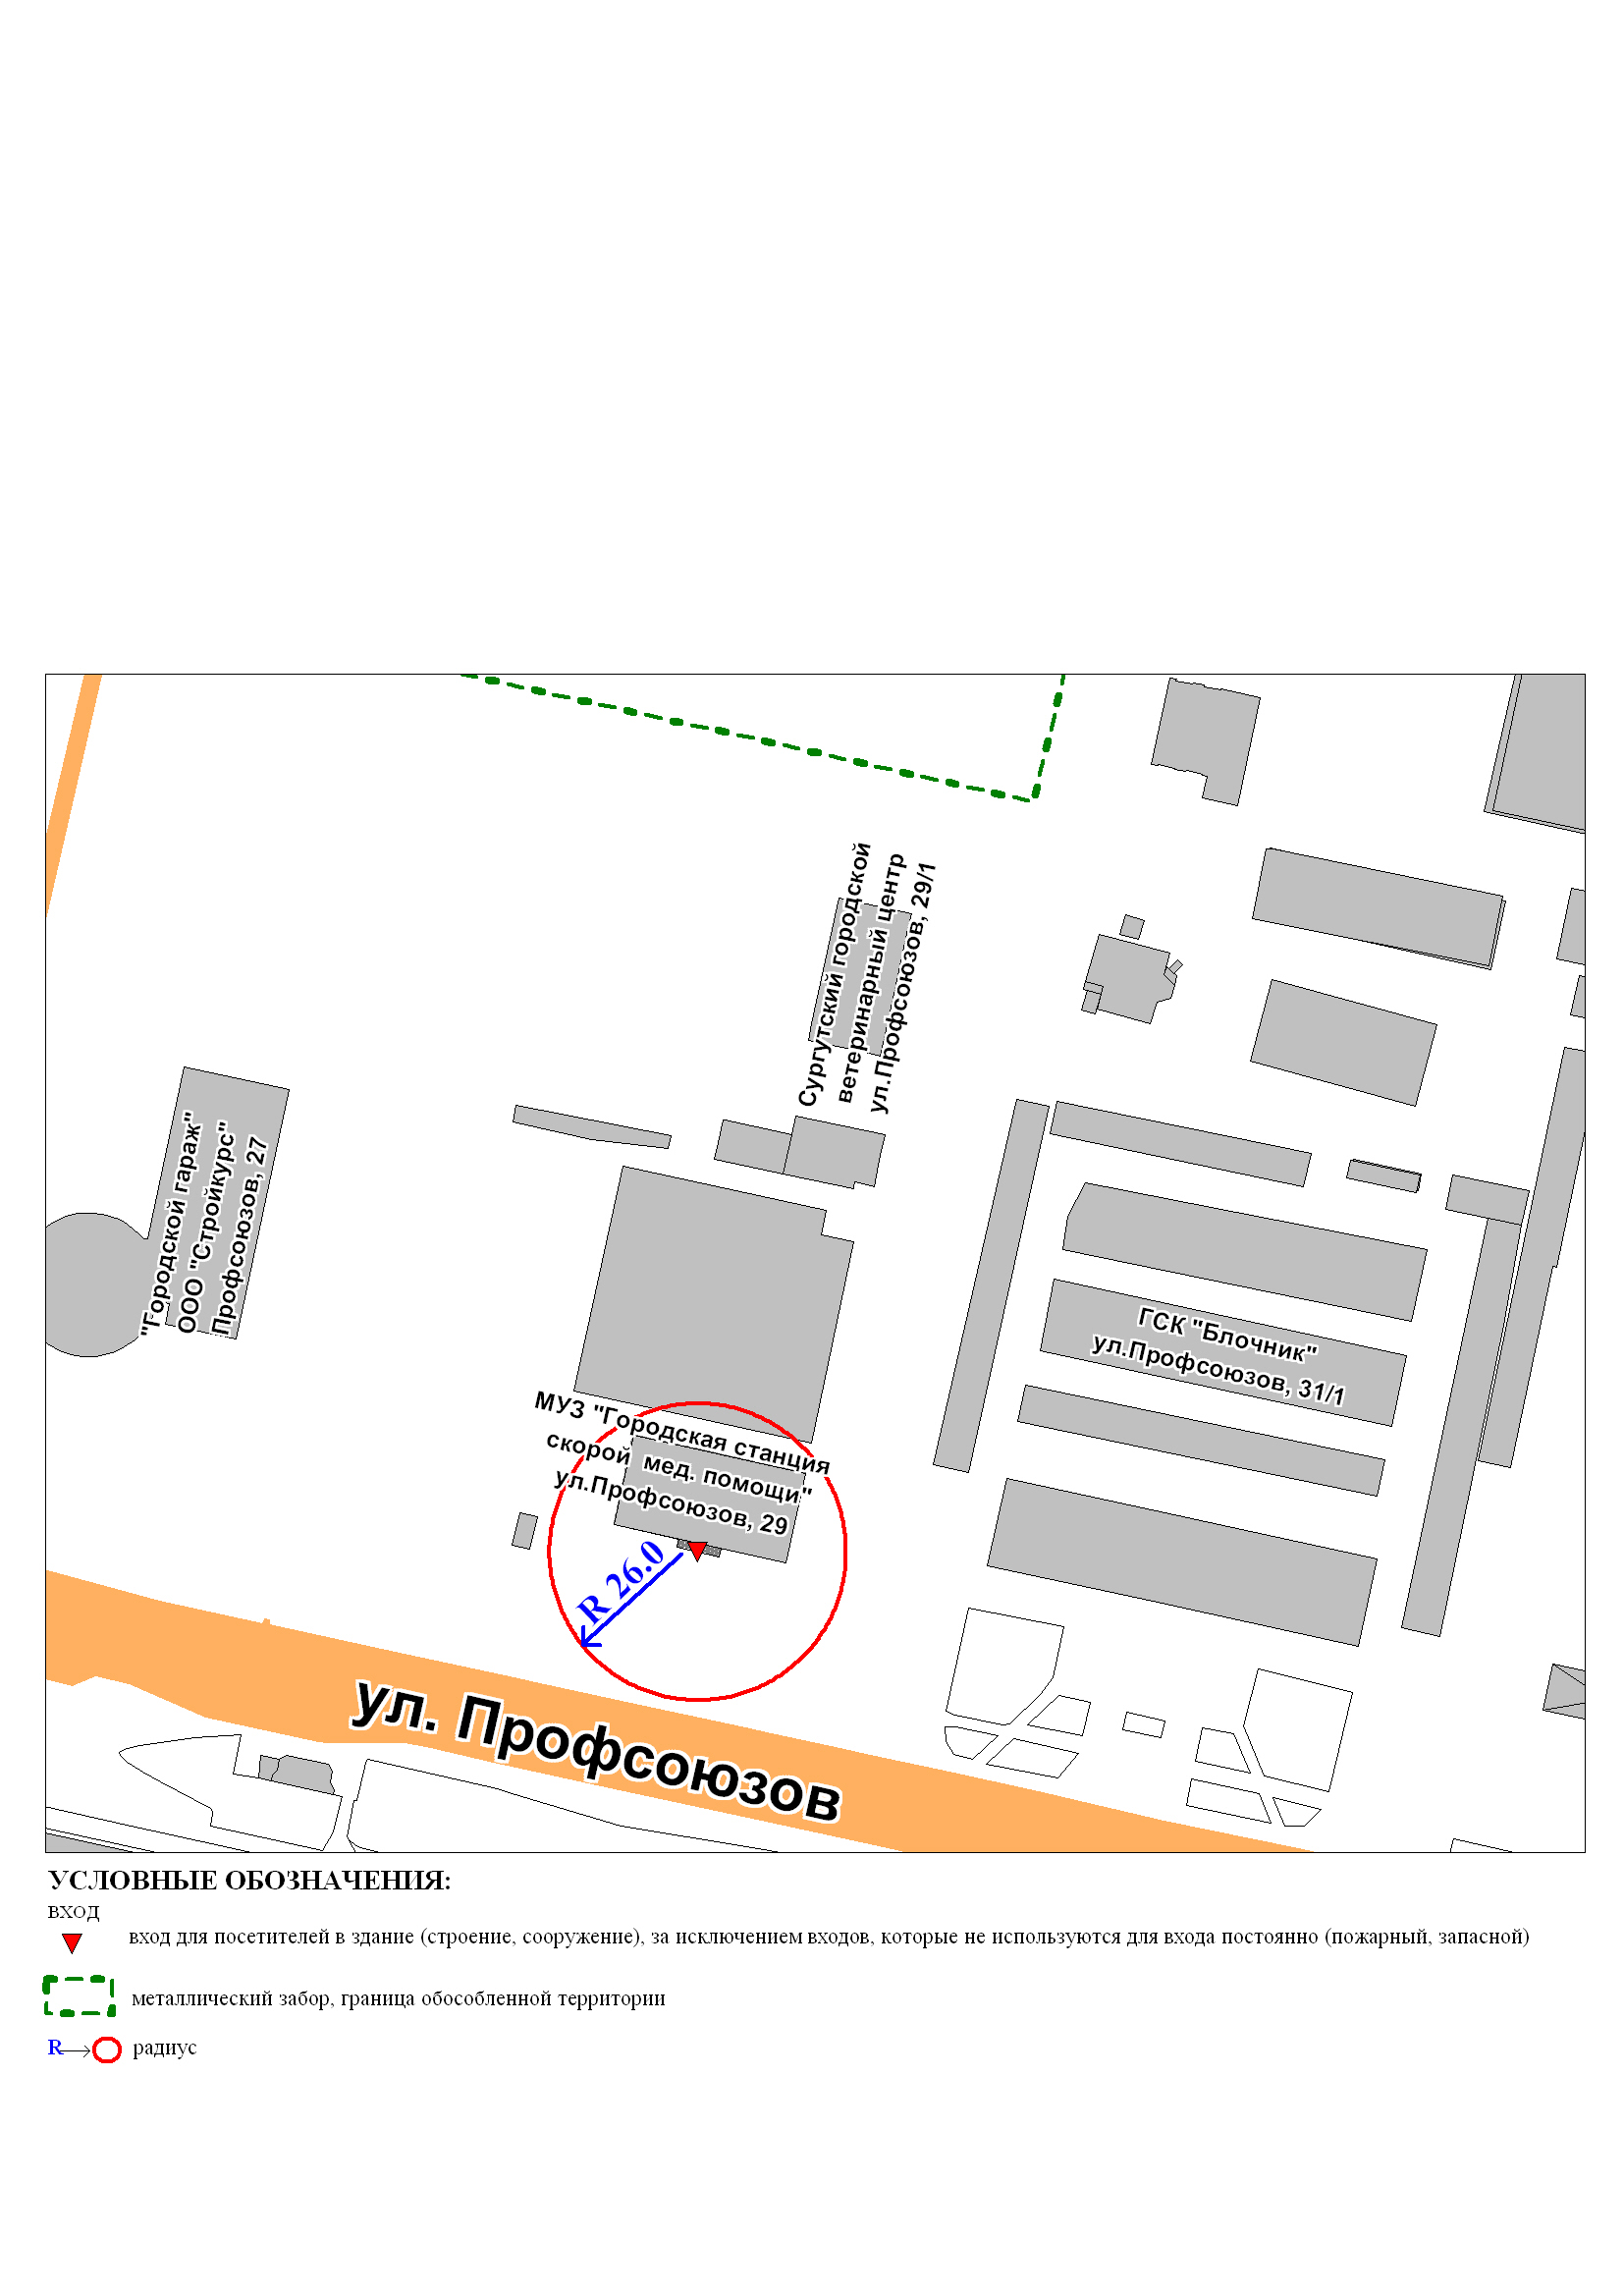 Сургутский городской
ветеринарный центр
ул.Профсоюзов, 29/1
"Городской гараж"
ООО "Стройкурс"
Профсоюзов, 27
ГСК "Блочник"
ул.Профсоюзов, 31/1
МУЗ "Городская станция
скорой мед. помощи"
ул.Профсоюзов, 29
R 26.0
ул. Профсоюзов
УСЛОВНЫЕ ОБОЗНАЧЕНИЯ:
ВХОД
вход для посетителей в здание (строение, сооружение), за исключением входов, которые не используются для входа постоянно (пожарный, запасной)
металлический забор, граница обособленной территории
R
радиус